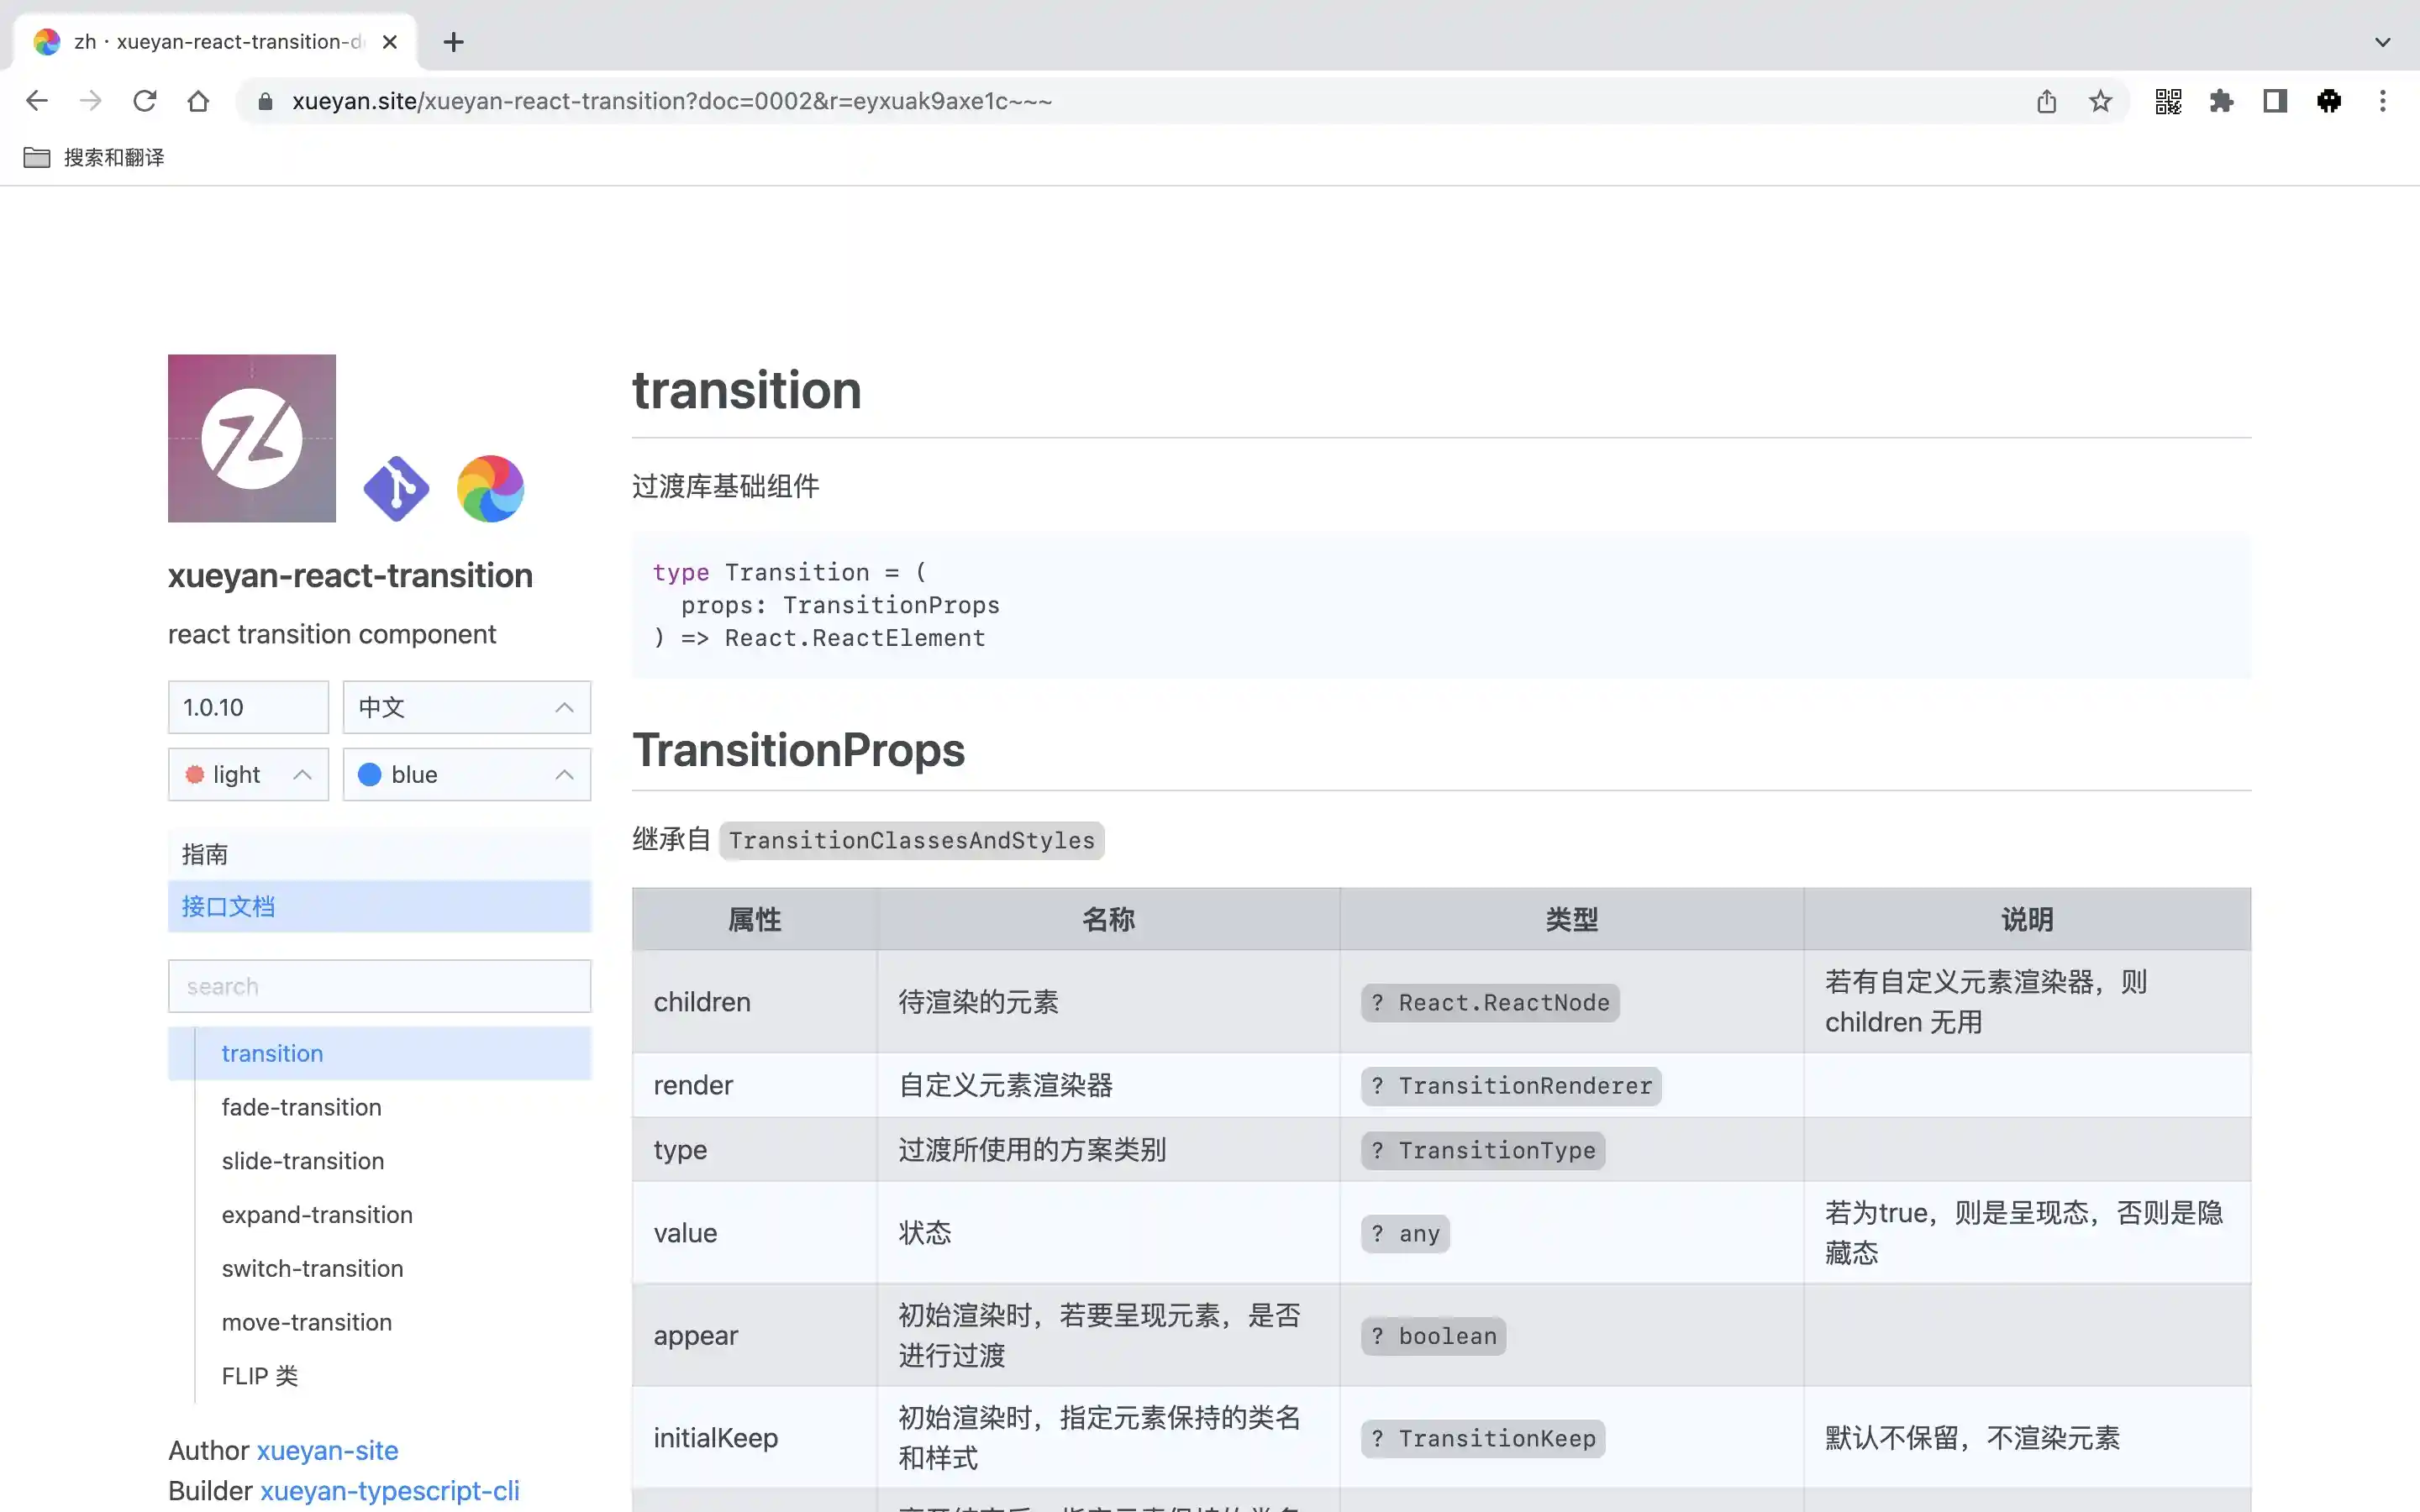 zh · xueyan-react-transition-d
xueyan.site/xueyan-react-transition?doc=0002&r=eyxuak9axe1c~~~
搜索和翻译
xueyan-react-transition
react transition component
1.0.10
中文
light
blue
指南
接口文档
search
transition
fade-transition
slide-transition
expand-transition
switch-transition
move-transition
FLIP 类
Author xueyan-site
Builder xueyan-typescript-cli
transition
过渡库基础组件
type Transition = (
props: TransitionProps
) => React.ReactElement
TransitionProps
继承自 TransitionClassesAndStyles
属性 名称 类型 说明
children 待渲染的元素 ? React.ReactNode 若有自定义元素渲染器，则
children 无用
render 自定义元素渲染器 ? TransitionRenderer
type 过渡所使用的方案类别 ? TransitionType
value 状态 ? any 若为true，则是呈现态，否则是隐
藏态
appear 初始渲染时，若要呈现元素，是否
进行过渡 ? boolean
initialKeep 初始渲染时，指定元素保持的类名
和样式 ? TransitionKeep 默认不保留，不渲染元素